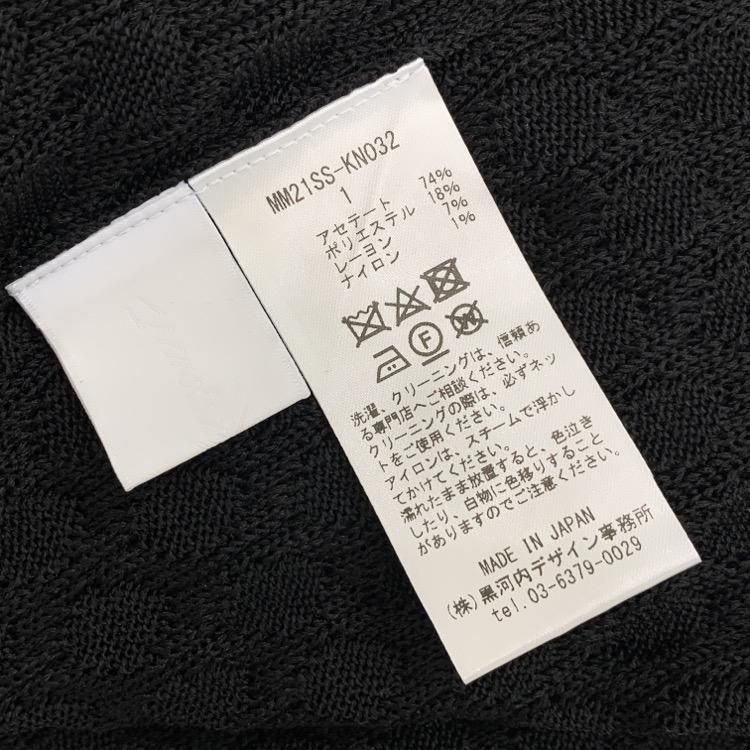 MM21SS-KN032
1
アセテート 74%
ポリエステル 18%
レーヨン 7%
ナイロン 1%
F
W
洗濯、クリーニングは、信頼あ
る専門店へご相談ください。
クリーニングの際は、必ずネッ
トをご使用ください。
アイロンは、スチームで浮かし
てかけてください。
濡れたまま放置すると、色泣き
したり、白物に色移りすること
がありますのでご注意ください。
MADE IN JAPAN
(株)黒河内デザイン事務所
tel.03-6379-0029